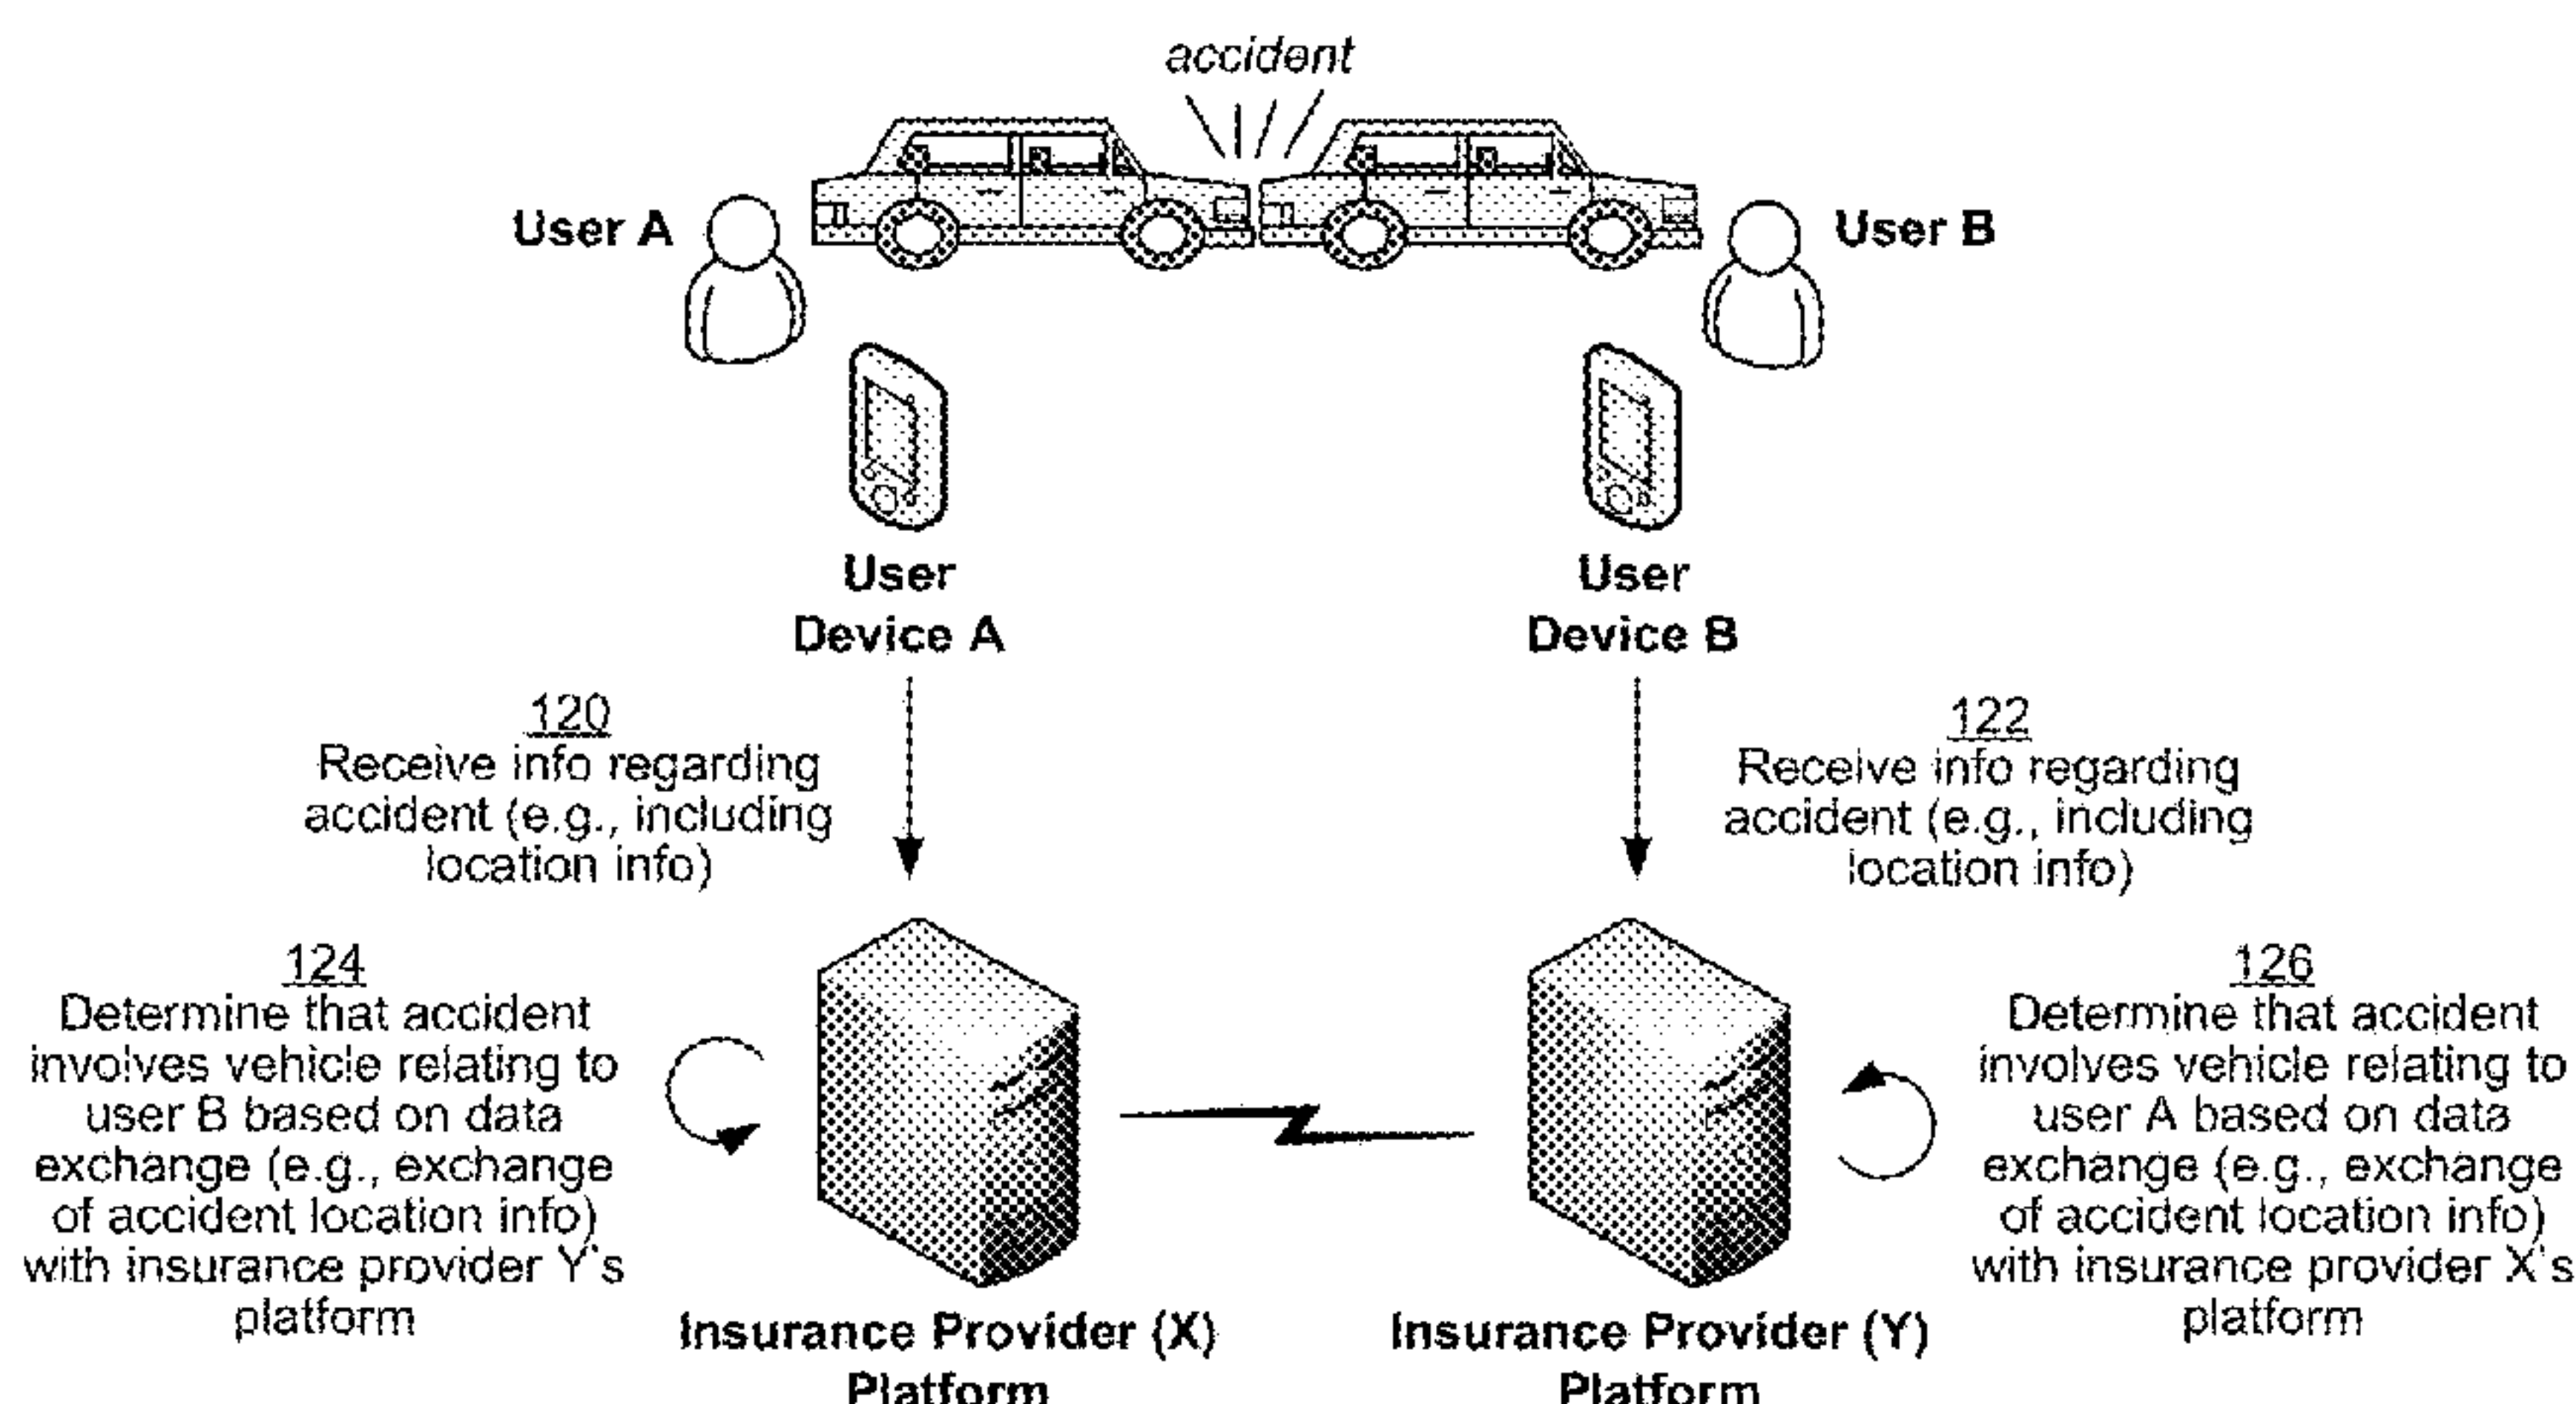 accident
User A
User B
User
Device A
User
Device B
120
Receive info regarding
accident (e.g., including
location info)
122
Receive info regarding
accident (e.g., including
location info)
124
Determine that accident
involves vehicle relating to
user B based on data
exchange (e.g., exchange
of accident location info)
with insurance provider Y's
platform
126
Determine that accident
involves vehicle relating to
user A based on data
exchange (e.g., exchange
of accident location info)
with insurance provider X's
platform
Insurance Provider (X)
Platform
Insurance Provider (Y)
Platform